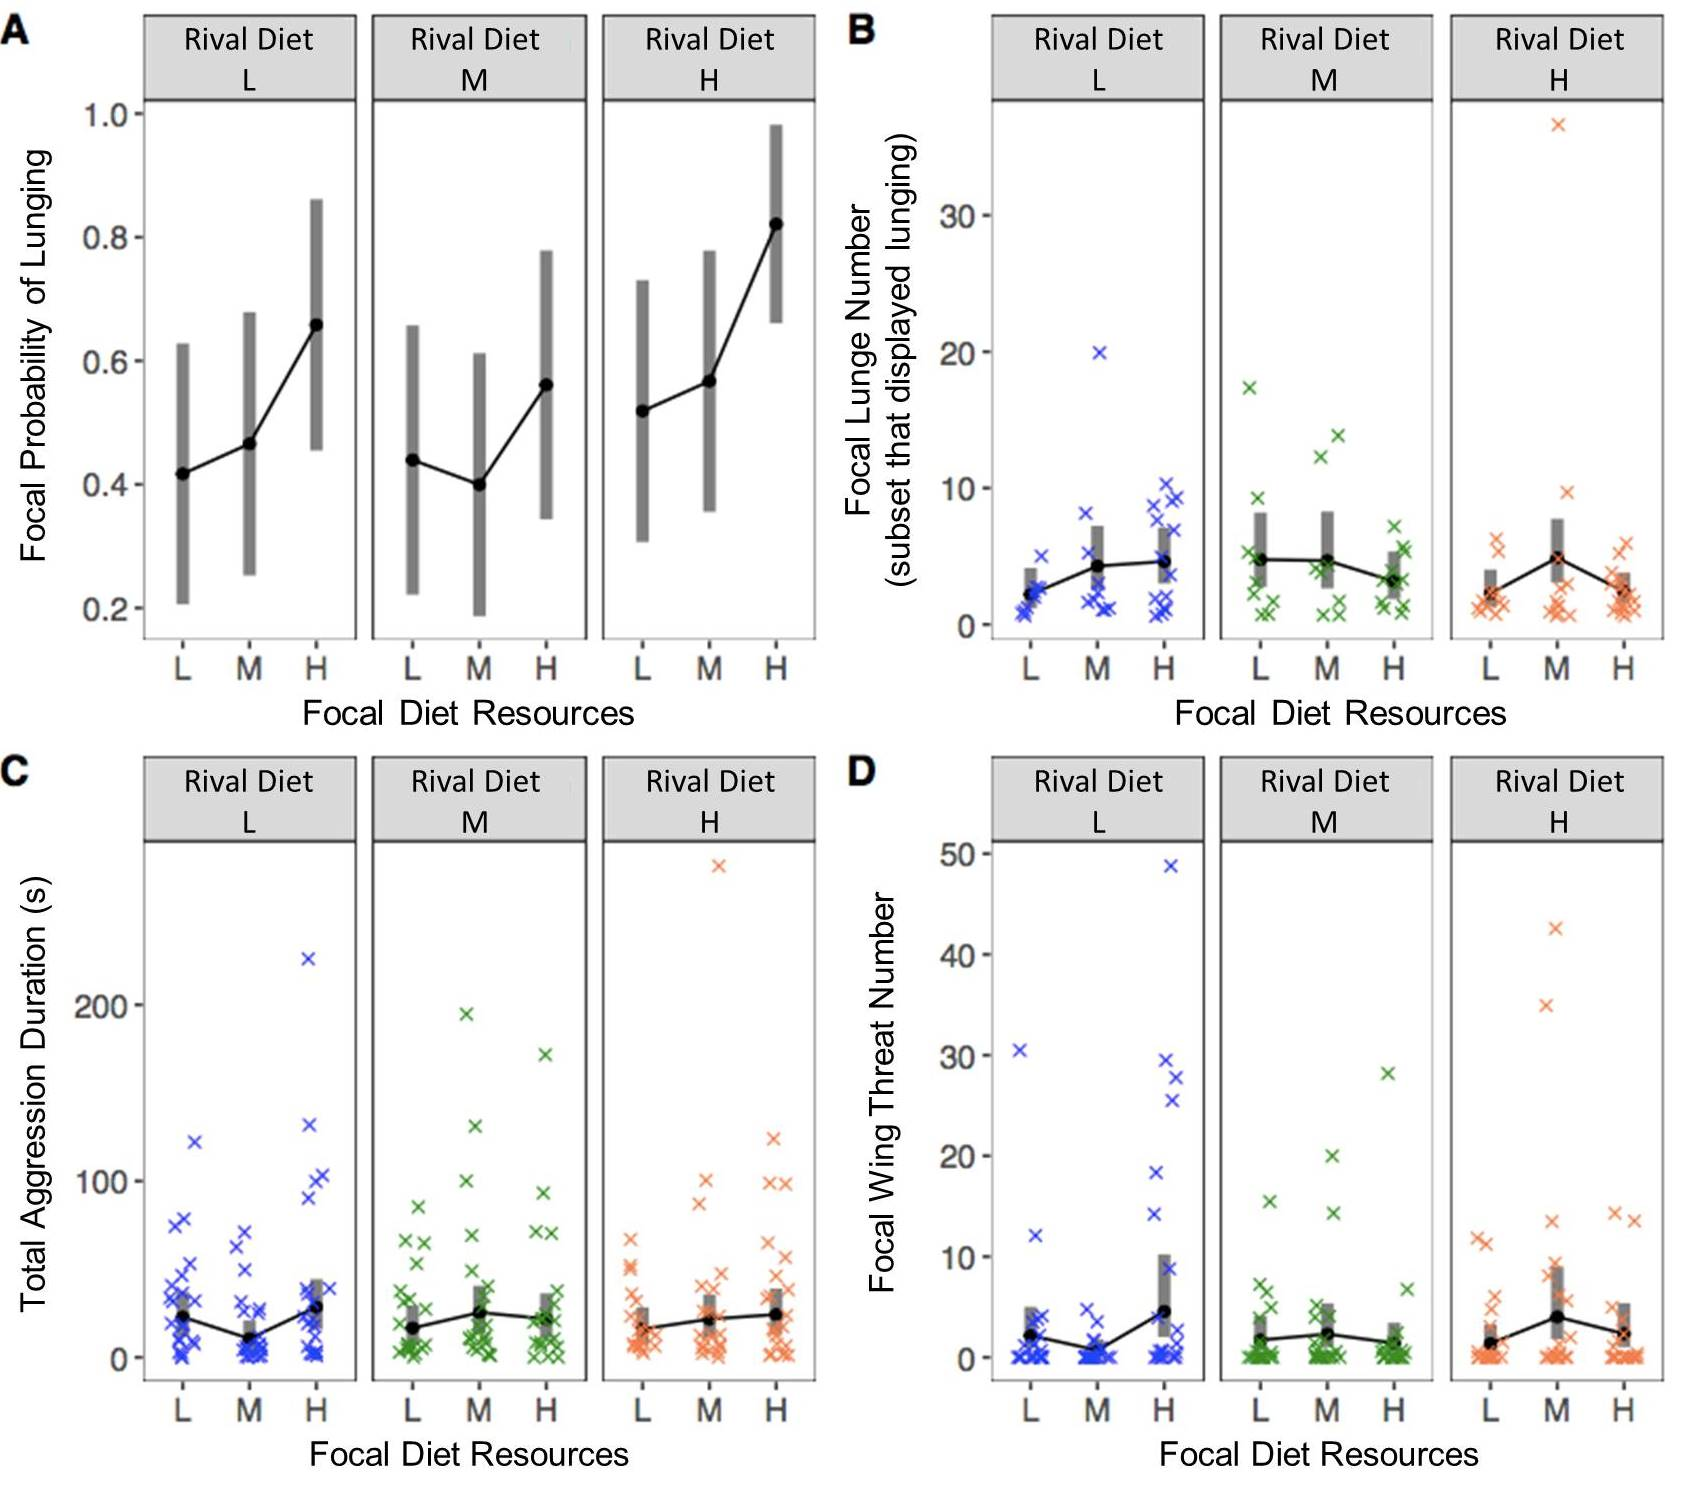 A
Rival Diet
L
Rival Diet
M
Rival Diet
H
Focal Probability of Lunging
1.0
0.8
0.6
0.4
0.2
L M H
L M H
L M H
Focal Diet Resources
B
Rival Diet
L
Rival Diet
M
Rival Diet
H
Focal Lunge Number
(subset that displayed lunging)
30
20
10
0
L M H
L M H
L M H
Focal Diet Resources
C
Rival Diet
L
Rival Diet
M
Rival Diet
H
Total Aggression Duration (s)
200
100
0
L M H
L M H
L M H
Focal Diet Resources
D
Rival Diet
L
Rival Diet
M
Rival Diet
H
Focal Wing Threat Number
50
40
30
20
10
0
L M H
L M H
L M H
Focal Diet Resources